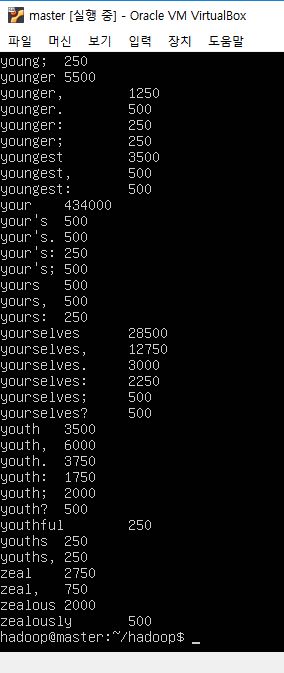 master [실행 중] - Oracle VM VirtualBox
파일 머신 보기 입력 장치 도움말
young; 250
younger 5500
younger, 1250
younger. 500
younger: 250
younger; 250
youngest 3500
youngest, 500
youngest: 500
your 434000
your's 500
your's. 500
your's: 250
your's; 500
yours 500
yours, 500
yours: 250
yourselves 28500
yourselves, 12750
yourselves. 3000
yourselves: 2250
yourselves; 500
yourselves? 500
youth 3500
youth, 6000
youth. 3750
youth: 1750
youth; 2000
youth? 500
youthful 250
youths 250
youths, 250
zeal 2750
zeal, 750
zealous 2000
zealously 500
hadoop@master:~/hadoop$ _